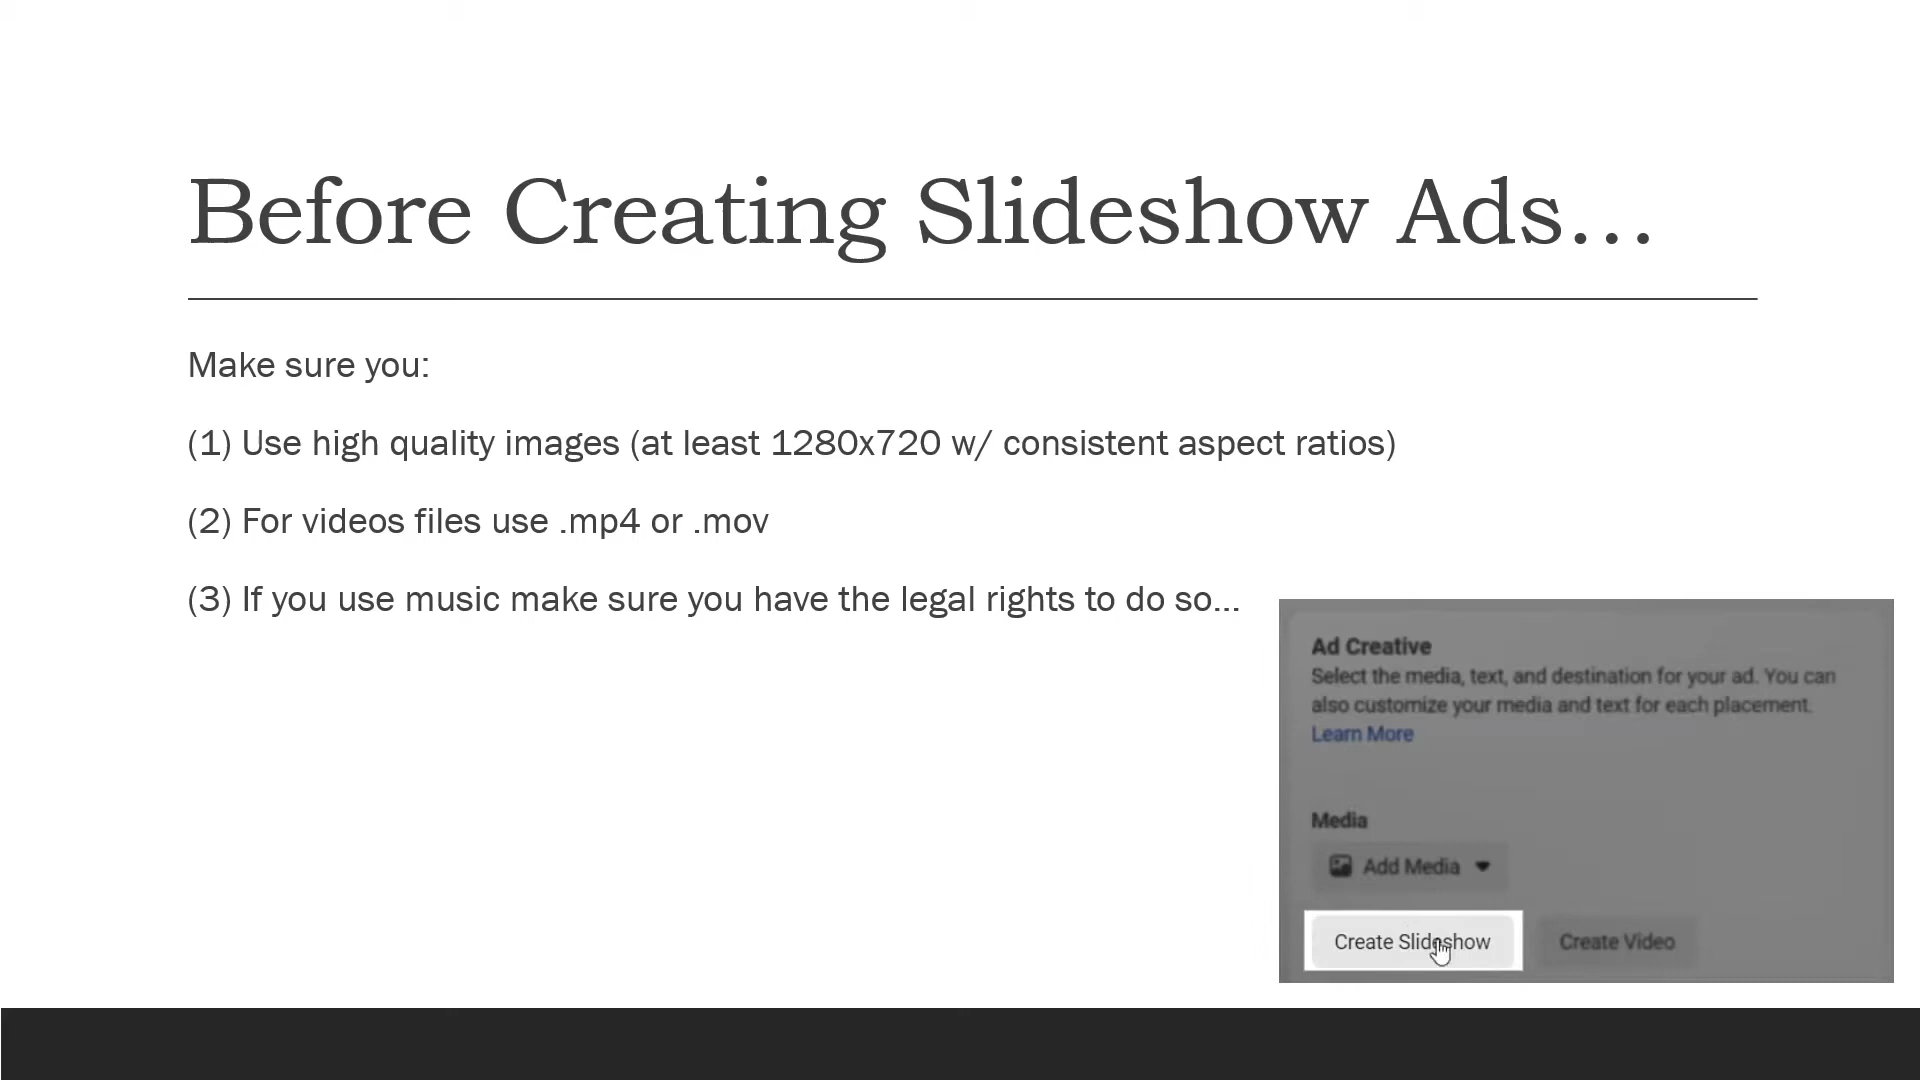 Before Creating Slideshow Ads...
Make sure you:
(1) Use high quality images (at least 1280x720 w/ consistent aspect ratios)
(2) For videos files use .mp4 or .mov
(3) If you use music make sure you have the legal rights to do so...
Ad Creative
Select the media, text, and destination for your ad. You can
also customize your media and text for each placement.
Learn More
Media
Add Media
Create Slideshow
Create Video